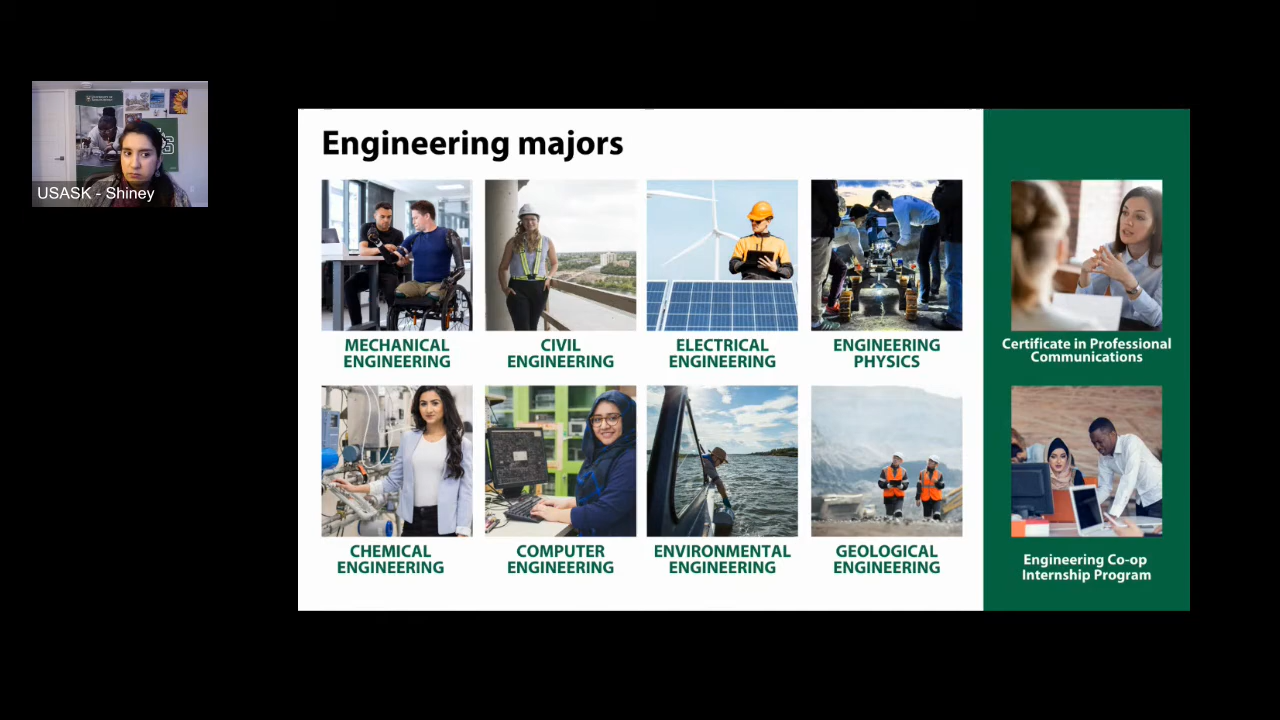 USASK - Shiney
Engineering majors
MECHANICAL
ENGINEERING
CIVIL
ENGINEERING
ELECTRICAL
ENGINEERING
ENGINEERING
PHYSICS
Certificate in Professional
Communications
CHEMICAL
ENGINEERING
COMPUTER
ENGINEERING
ENVIRONMENTAL
ENGINEERING
GEOLOGICAL
ENGINEERING
Engineering Co-op
Internship Program